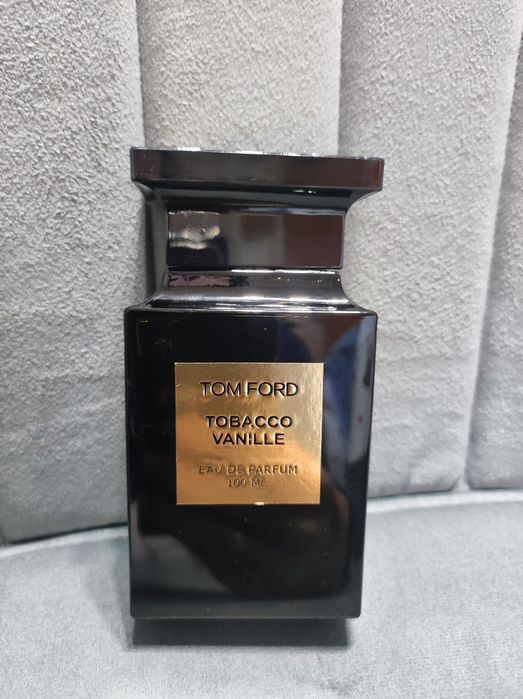 TOM FORD
TOBACCO
VANILLE
EAU DE PARFUM
100 ML